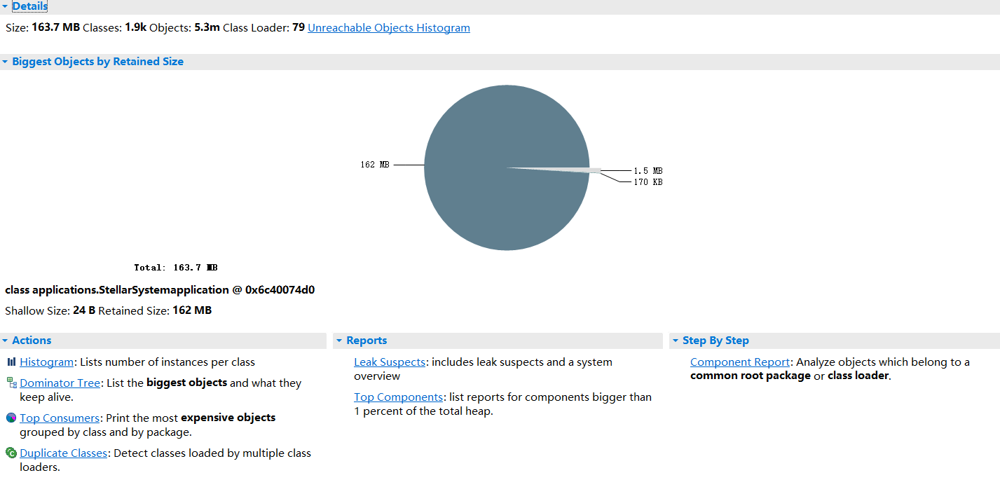 Details
Size: 163.7 MB Classes: 1.9k Objects: 5.3m Class Loader: 79 Unreachable Objects Histogram
Biggest Objects by Retained Size
162 MB
1.5 MB
170 KB
Total: 163.7 MB
class applications.StellarSystemapplication @ 0x6c40074d0
Shallow Size: 24 B Retained Size: 162 MB
Actions
Histogram: Lists number of instances per class
Dominator Tree: List the biggest objects and what they
keep alive.
Top Consumers: Print the most expensive objects
grouped by class and by package.
Duplicate Classes: Detect classes loaded by multiple class
loaders.
Reports
Leak Suspects: includes leak suspects and a system
overview
Top Components: list reports for components bigger than
1 percent of the total heap.
Step By Step
Component Report: Analyze objects which belong to a
common root package or class loader.